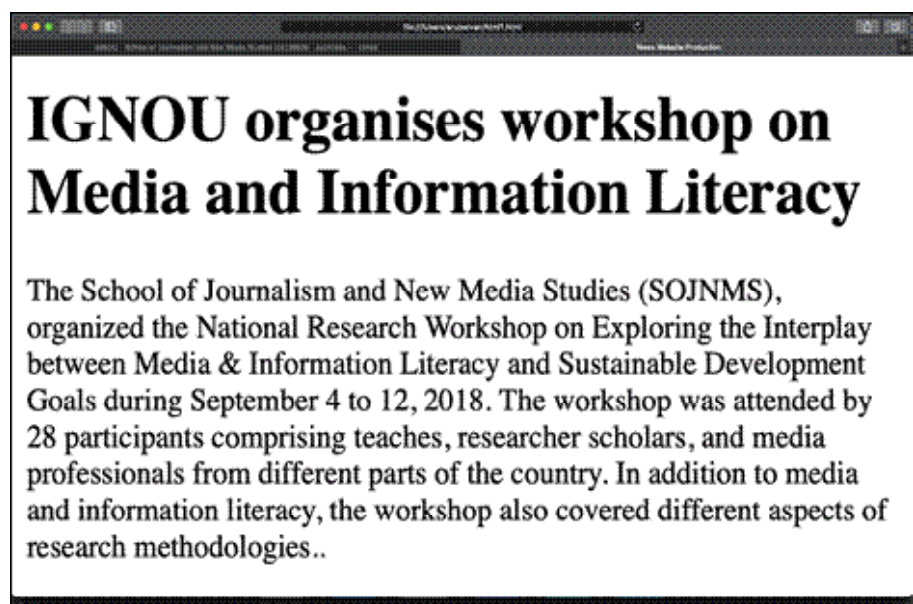 News Website Production
IGNOU organises workshop on
Media and Information Literacy
The School of Journalism and New Media Studies (SOJNMS),
organized the National Research Workshop on Exploring the Interplay
between Media & Information Literacy and Sustainable Development
Goals during September 4 to 12, 2018. The workshop was attended by
28 participants comprising teaches, researcher scholars, and media
professionals from different parts of the country. In addition to media
and information literacy, the workshop also covered different aspects of
research methodologies..